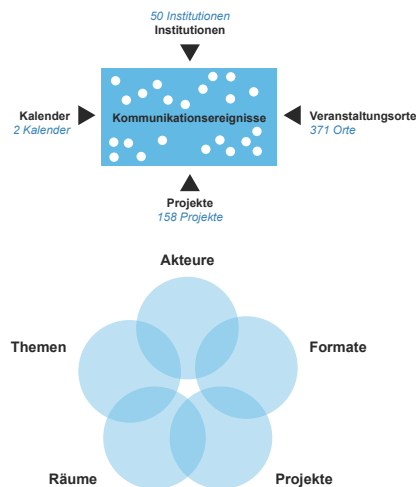 50 Institutionen
Institutionen
Kalender
2 Kalender
Kommunikationsereignisse
Veranstaltungsorte
371 Orte
Projekte
158 Projekte
Akteure
Themen
Formate
Räume
Projekte